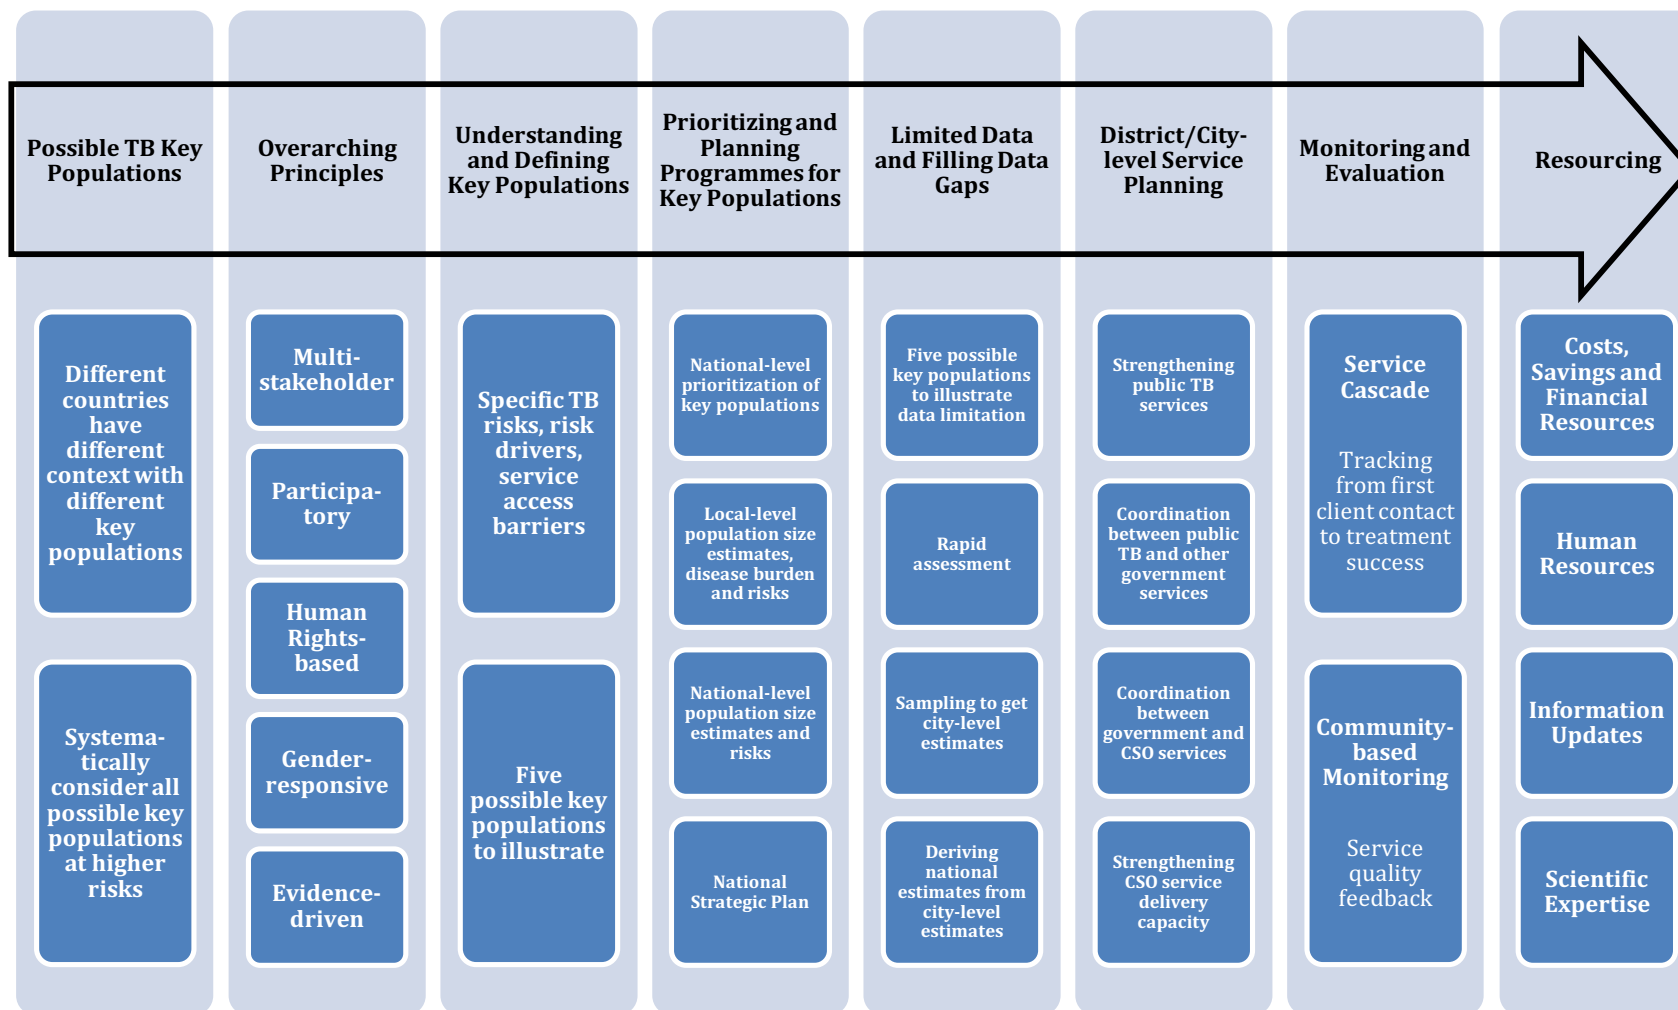 Possible TB Key
Populations
Overarching
Principles
Understanding
and Defining
Key Populations
Prioritizing and
Planning
Programmes for
Key Populations
Limited Data
and Filling Data
Gaps
District/City-
level Service
Planning
Monitoring and
Evaluation
Resourcing
Different
countries
have
different
context with
different
key
populations
Systema-
tically
consider all
possible key
populations
at higher
risks
Multi-
stakeholder
Participa-
tory
Human
Rights-
based
Gender-
responsive
Evidence-
driven
Specific TB
risks, risk
drivers,
service
access
barriers
Five
possible key
populations
to illustrate
National-level
prioritization of
key populations
Local-level
population size
estimates,
disease burden
and risks
National-level
population size
estimates and
risks
National
Strategic Plan
Five possible
key populations
to illustrate
data limitation
Rapid
assessment
Sampling to get
city-level
estimates
Deriving
national
estimates from
city-level
estimates
Strengthening
public TB
services
Coordination
between public
TB and other
government
services
Coordination
between
government and
CSO services
Strengthening
CSO service
delivery
capacity
Service
Cascade
Tracking
from first
client contact
to treatment
success
Community-
based
Monitoring
Service
quality
feedback
Costs,
Savings and
Financial
Resources
Human
Resources
Information
Updates
Scientific
Expertise